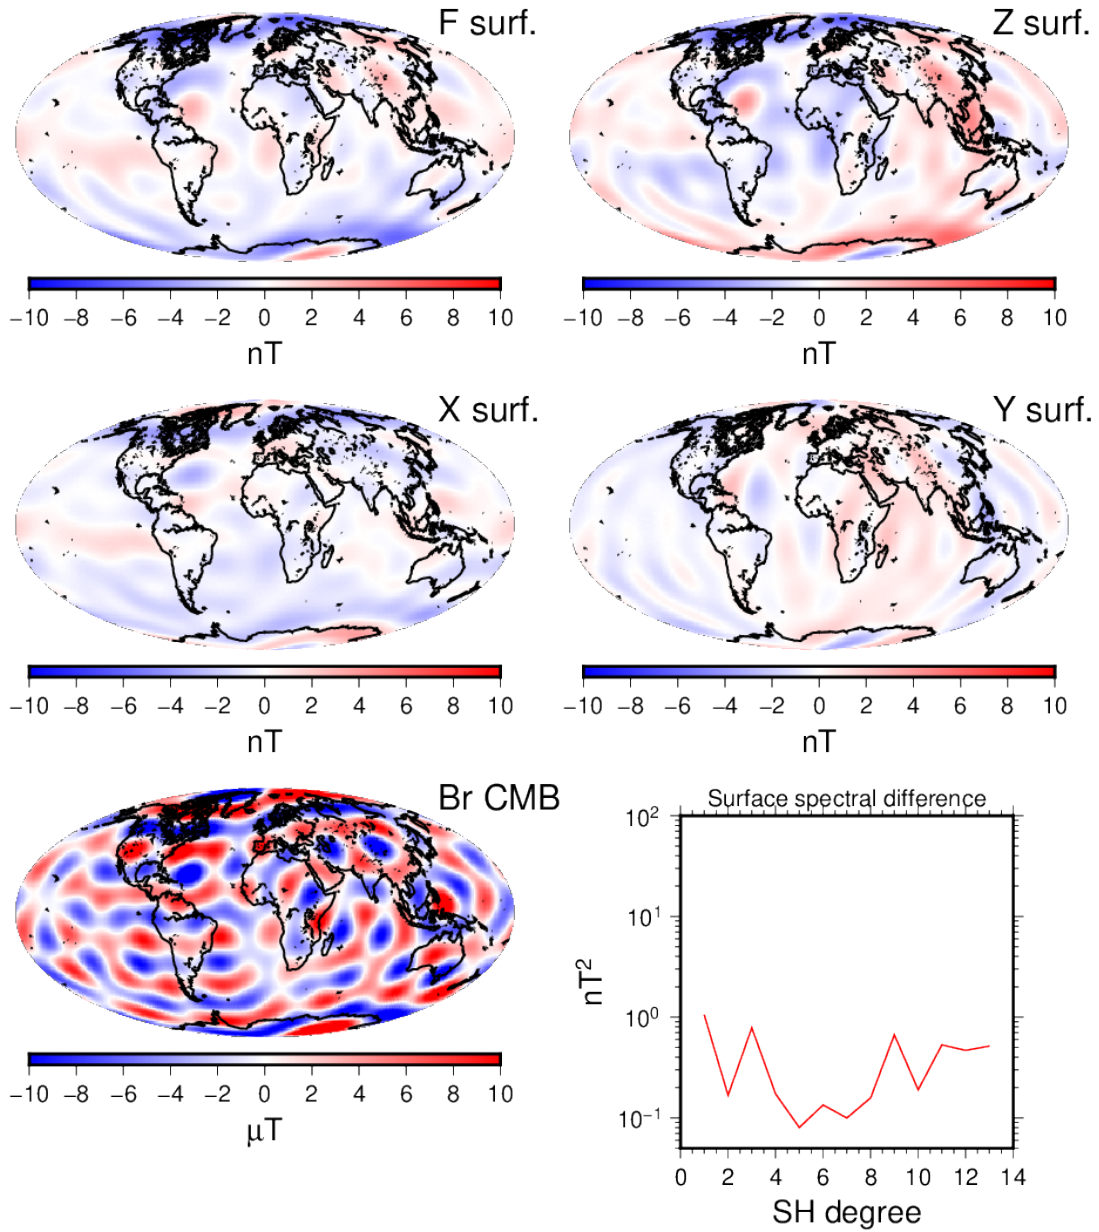 F surf.
Z surf.
−10 −8 −6 −4 −2 0 2 4 6 8 10
−10 −8 −6 −4 −2 0 2 4 6 8 10
nT
nT
X surf.
Y surf.
−10 −8 −6 −4 −2 0 2 4 6 8 10
−10 −8 −6 −4 −2 0 2 4 6 8 10
nT
nT
Br CMB
−10 −8 −6 −4 −2 0 2 4 6 8 10
μT
Surface spectral difference
10²
10¹
10⁰
10⁻¹
nT²
0 2 4 6 8 10 12 14
SH degree